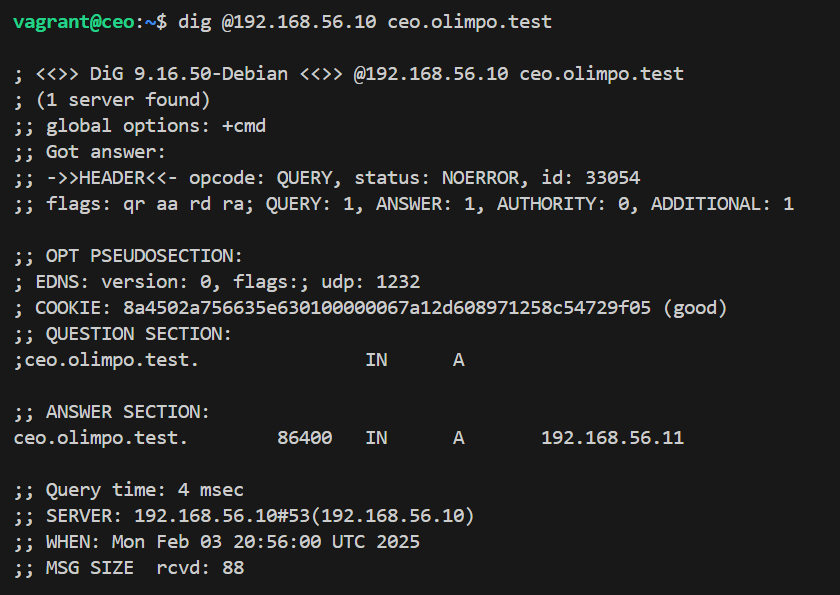 vagrant@ceo:~$ dig @192.168.56.10 ceo.olimpo.test
; <<>> DiG 9.16.50-Debian <<>> @192.168.56.10 ceo.olimpo.test
; (1 server found)
;; global options: +cmd
;; Got answer:
;; ->>HEADER<<- opcode: QUERY, status: NOERROR, id: 33054
;; flags: qr aa rd ra; QUERY: 1, ANSWER: 1, AUTHORITY: 0, ADDITIONAL: 1
;; OPT PSEUDOSECTION:
; EDNS: version: 0, flags:; udp: 1232
; COOKIE: 8a4502a756635e630100000067a12d608971258c54729f05 (good)
;; QUESTION SECTION:
;ceo.olimpo.test. IN A
;; ANSWER SECTION:
ceo.olimpo.test. 86400 IN A 192.168.56.11
;; Query time: 4 msec
;; SERVER: 192.168.56.10#53(192.168.56.10)
;; WHEN: Mon Feb 03 20:56:00 UTC 2025
;; MSG SIZE rcvd: 88